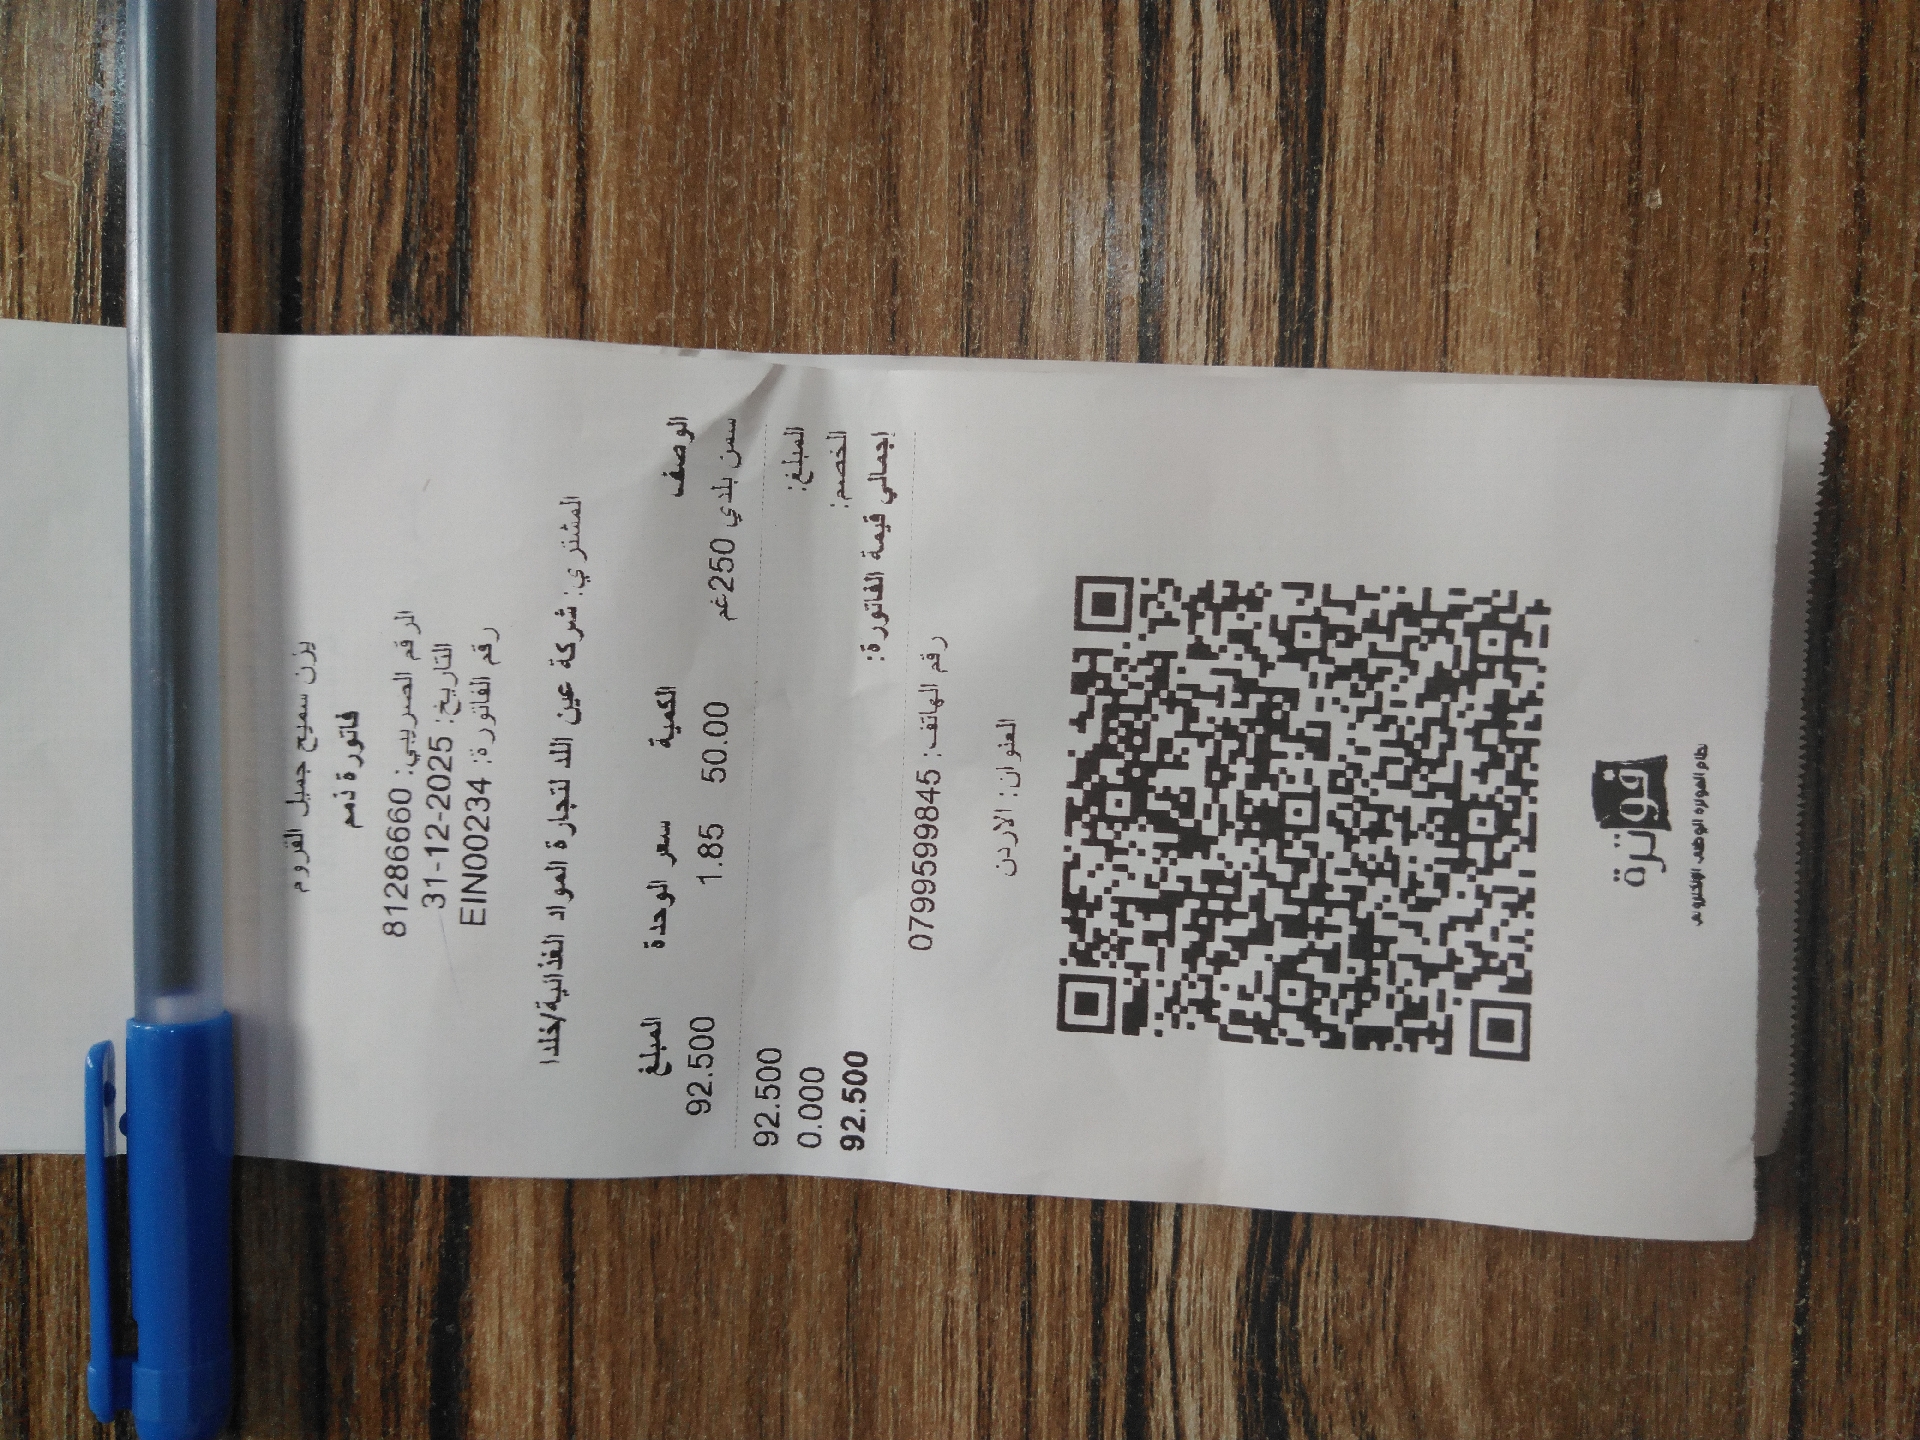 يزن سميح جميل القروم
فاتورة ذمم
الرقم الضريبي: 81286660
التاريخ: 31-12-2025
رقم الفاتورة: EIN00234
المشتري: شركة عين اللد لتجارة المواد الغذائية/خلدا
الوصف الكمية سعر الوحدة المبلغ
سمن بلدي 250غم 50.00 1.85 92.500
المبلغ: 92.500
الخصم: 0.000
إجمالي قيمة الفاتورة: 92.500
رقم الهاتف: 0799599845
العنوان: الاردن
فوترة
نظام الفوترة الوطني الإلكتروني